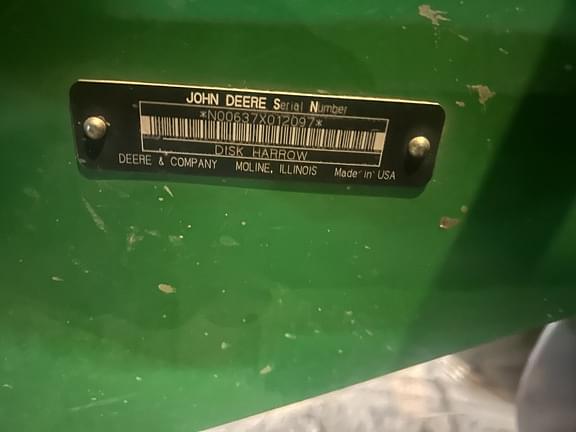 JOHN DEERE Serial Number
*N00637X012097*
DISK HARROW
DEERE & COMPANY MOLINE, ILLINOIS Made in USA